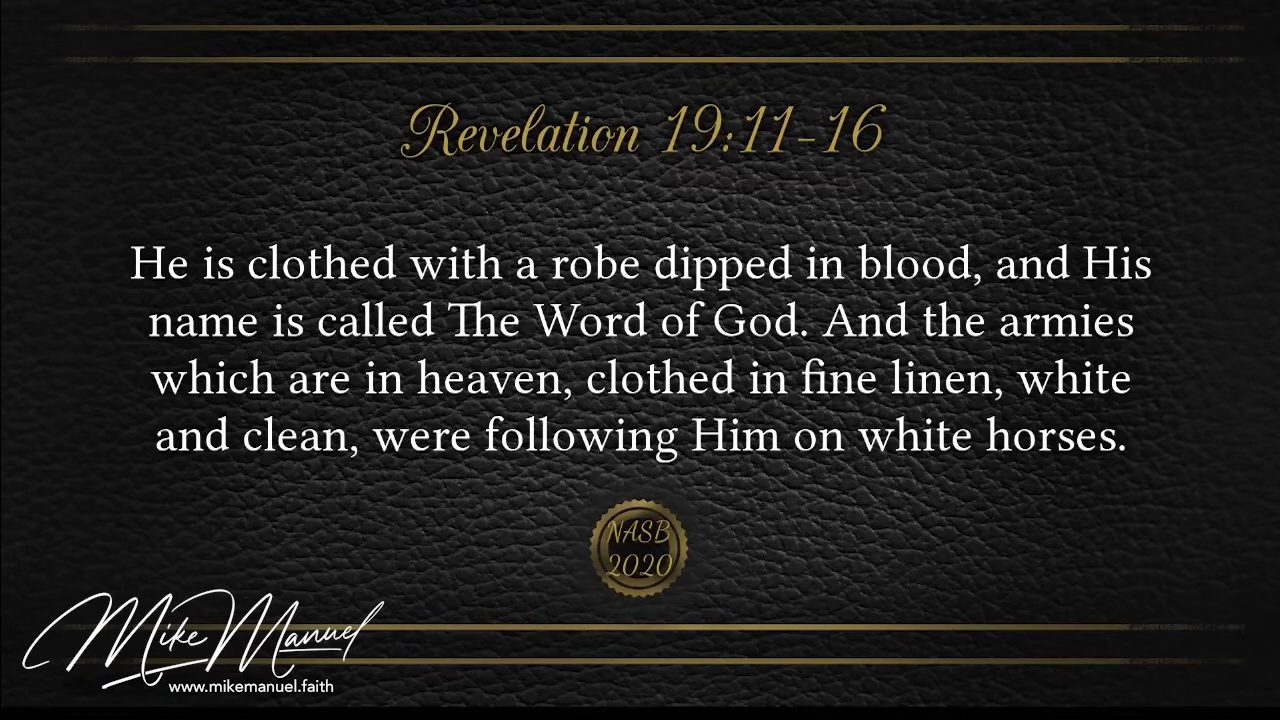 Revelation 19:11-16
He is clothed with a robe dipped in blood, and His
name is called The Word of God. And the armies
which are in heaven, clothed in fine linen, white
and clean, were following Him on white horses.
NASB
2020
Mike Manuel
www.mikemanuel.faith